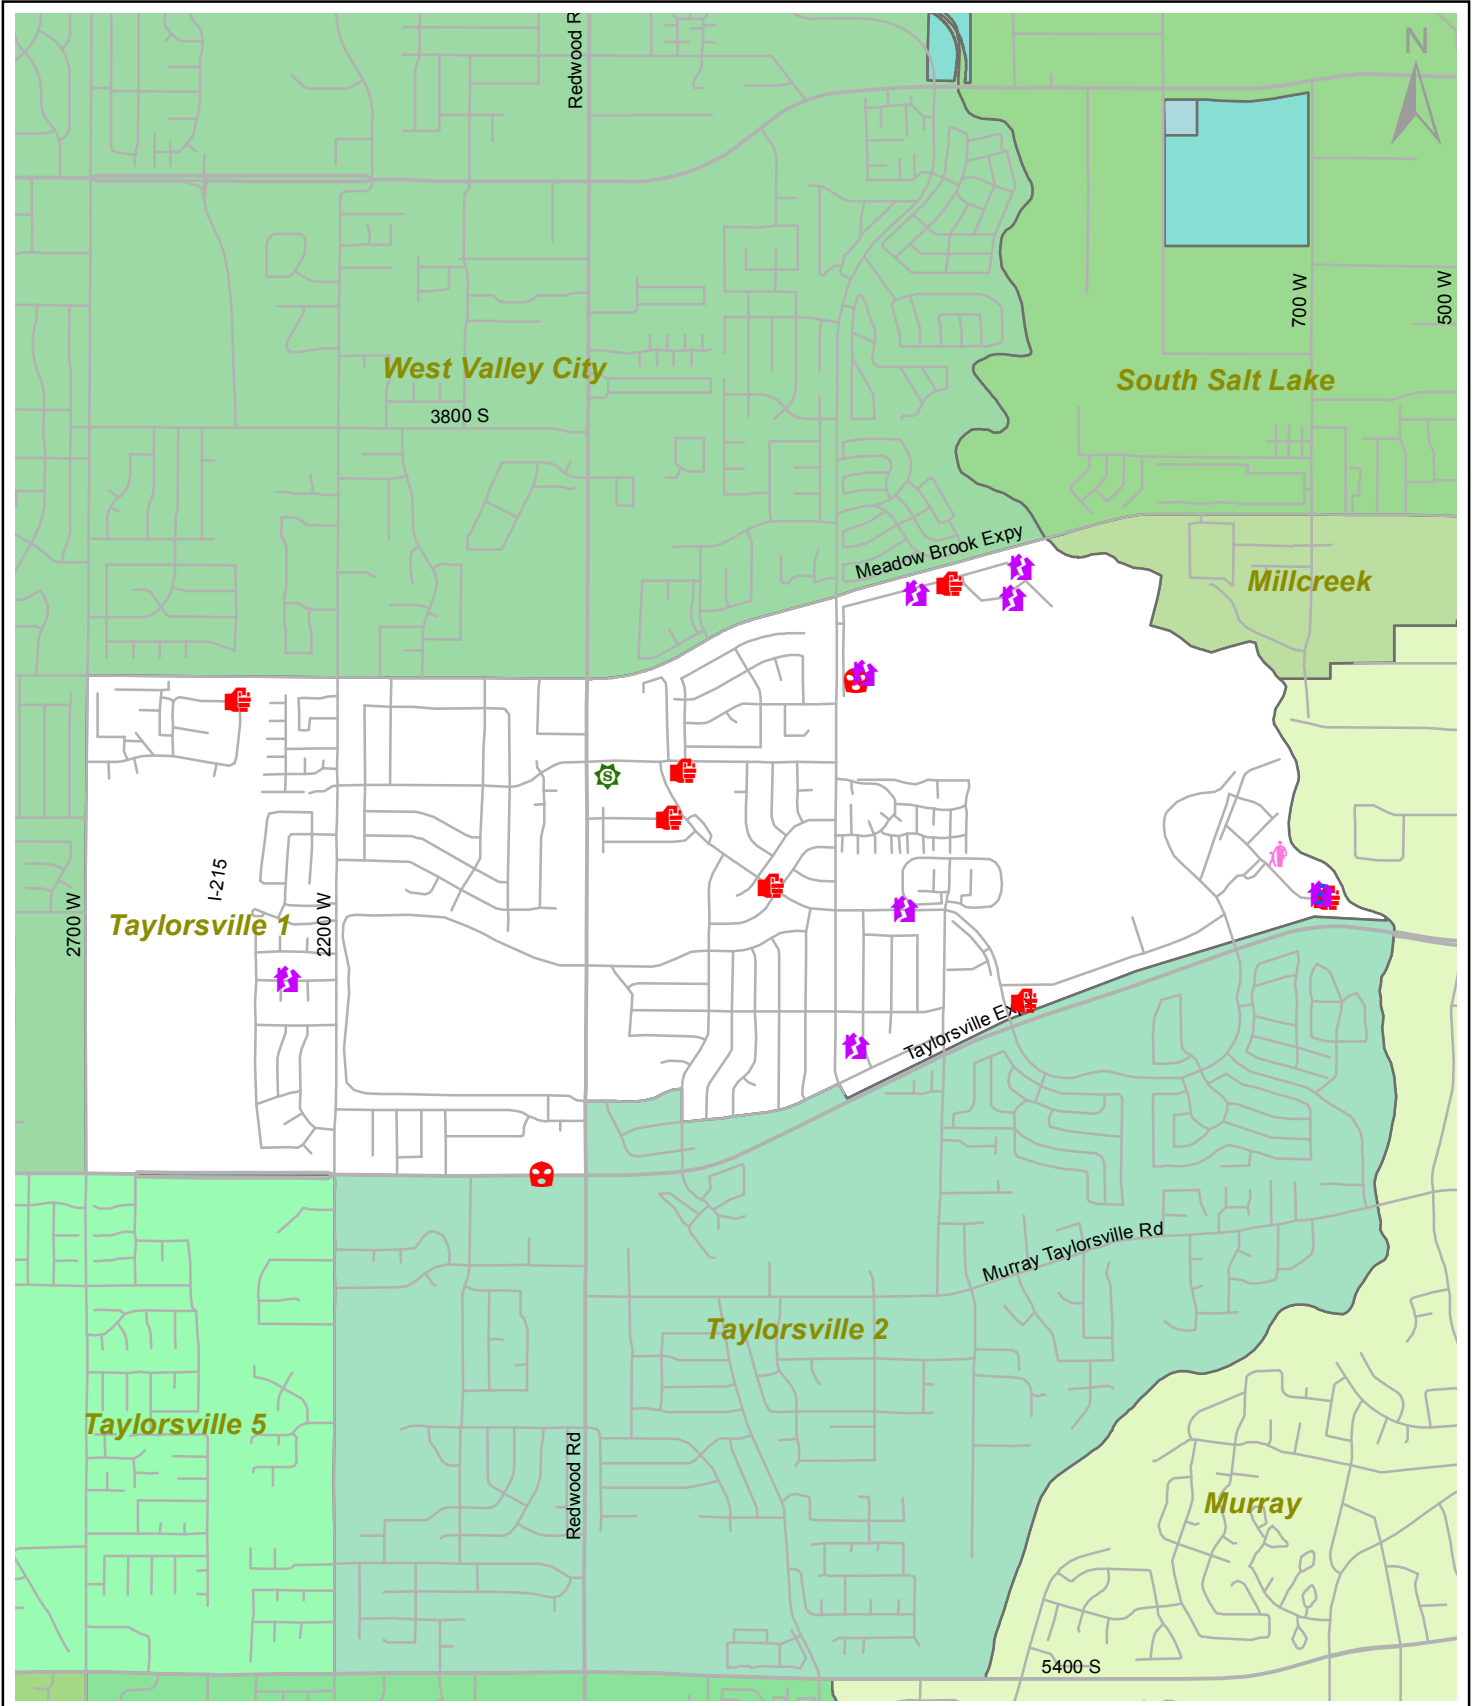 Redwood R
N
700 W
500 W
West Valley City
South Salt Lake
3800 S
Meadow Brook Expy
Millcreek
S
I-215
2700 W
2200 W
Taylorsville 1
Taylorsville Ex
Murray Taylorsville Rd
Taylorsville 2
Taylorsville 5
Redwood Rd
Murray
5400 S